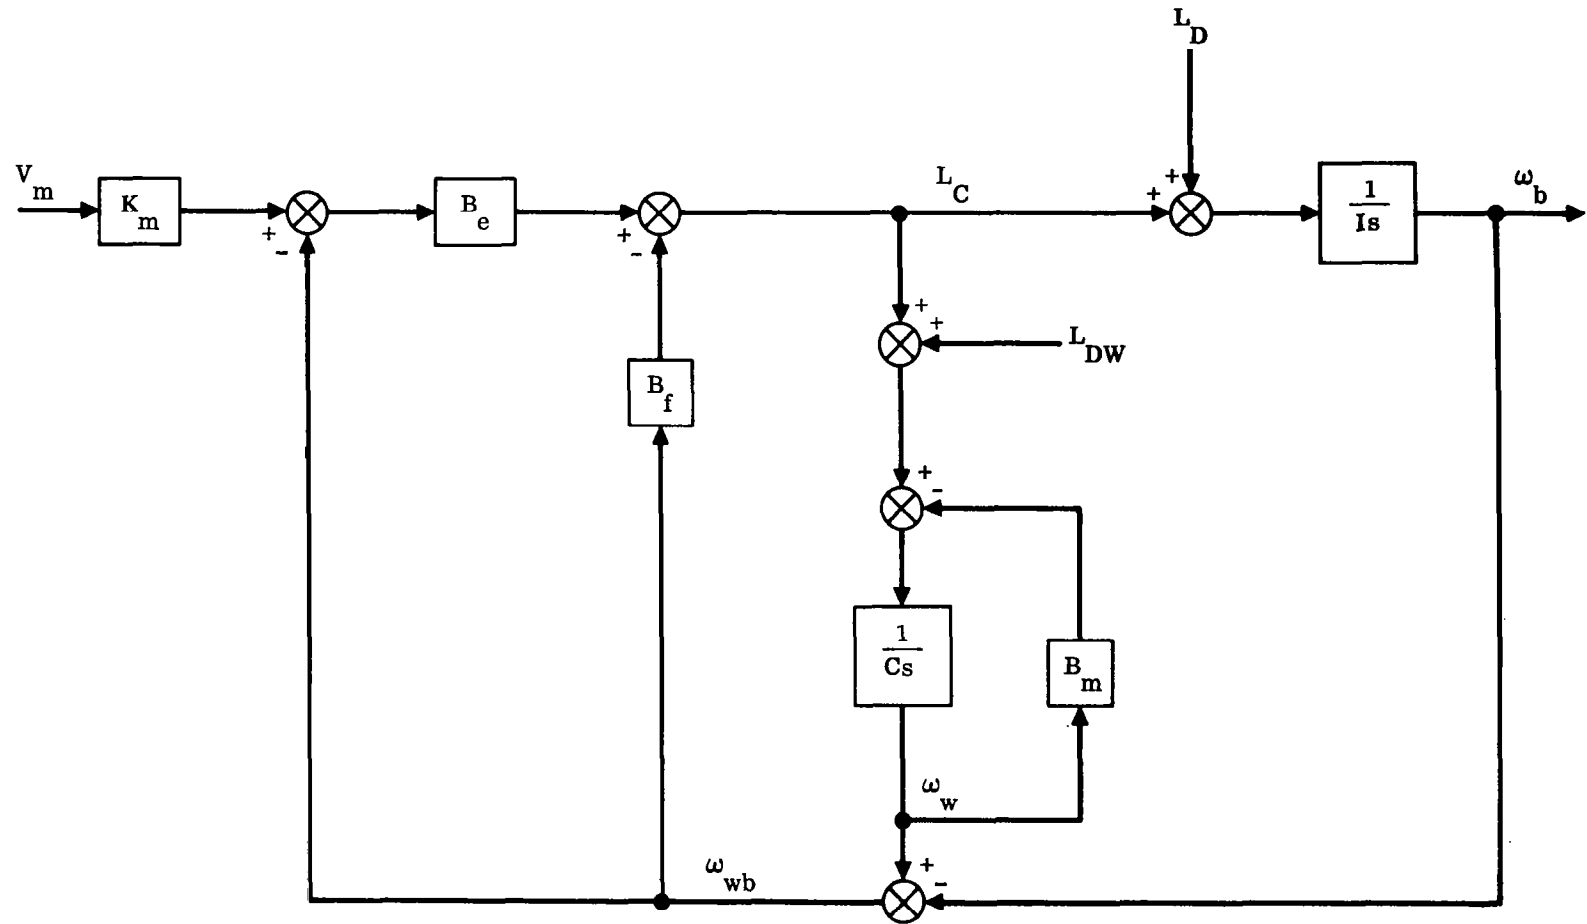 L_D
V_m
K_m
+
-
B_e
+
-
L_C
+
+
1/Is
ω_b
+
+
L_DW
B_f
+
-
1/Cs
B_m
ω_w
+
-
ω_wb